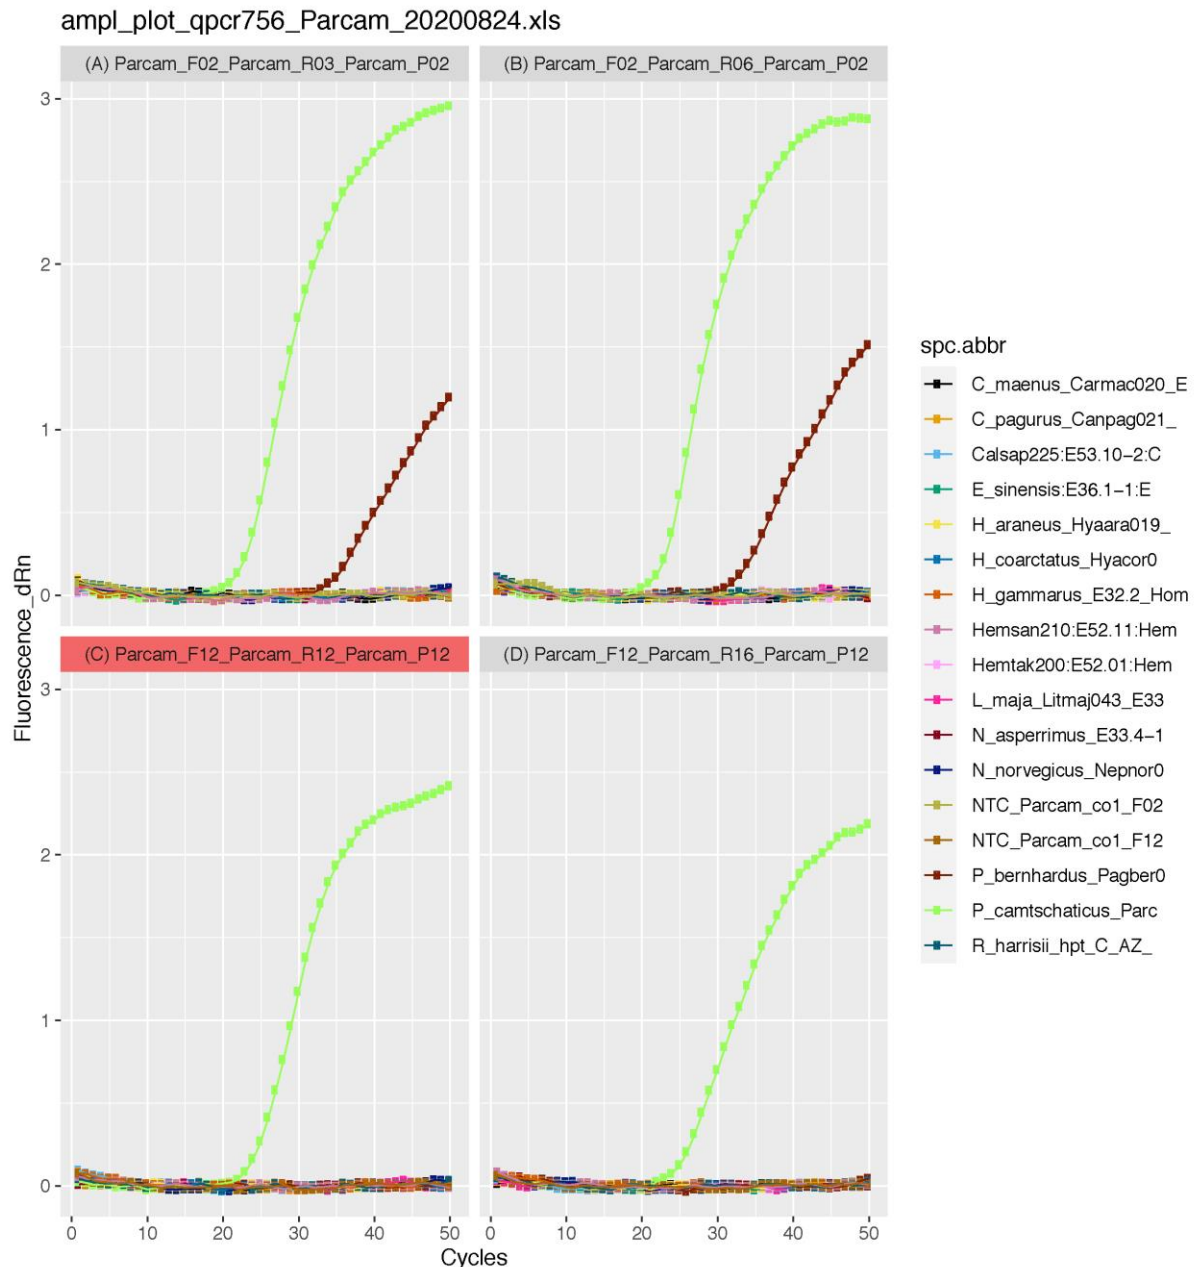 ampl_plot_qpcr756_Parcam_20200824.xls
(A) Parcam_F02_Parcam_R03_Parcam_P02
(B) Parcam_F02_Parcam_R06_Parcam_P02
3
2
1
0
(C) Parcam_F12_Parcam_R12_Parcam_P12
(D) Parcam_F12_Parcam_R16_Parcam_P12
3
2
1
0
Fluorescence_dRn
0 10 20 30 40 50
0 10 20 30 40 50
Cycles
spc.abbr
C_maenus_Carmac020_E
C_pagurus_Canpag021_
Calsap225:E53.10−2:C
E_sinensis:E36.1−1:E
H_araneus_Hyaara019_
H_coarctatus_Hyacor0
H_gammarus_E32.2_Hom
Hemsan210:E52.11:Hem
Hemtak200:E52.01:Hem
L_maja_Litmaj043_E33
N_asperrimus_E33.4−1
N_norvegicus_Nepnor0
NTC_Parcam_co1_F02
NTC_Parcam_co1_F12
P_bernhardus_Pagber0
P_camtschaticus_Parc
R_harrisii_hpt_C_AZ_